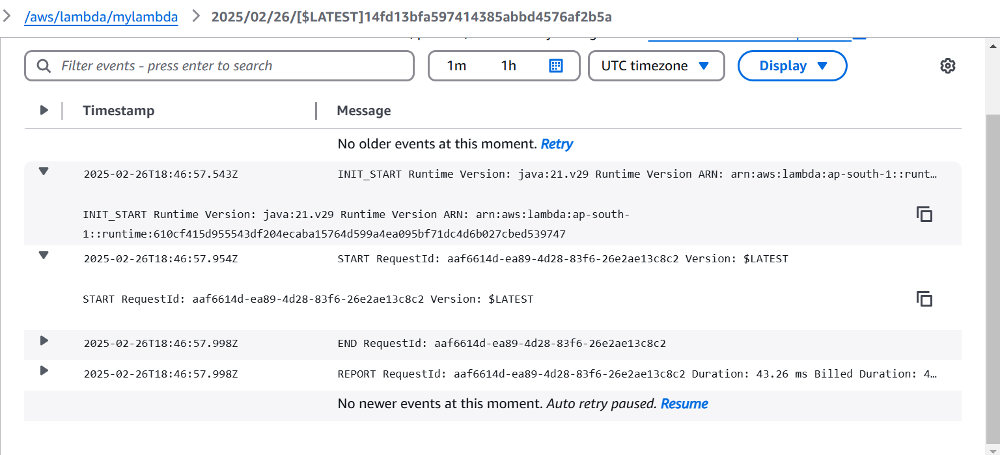 /aws/lambda/mylambda 2025/02/26/[$LATEST]14fd13bfa597414385abbd4576af2b5a
Filter events - press enter to search 1m 1h UTC timezone Display
Timestamp Message
No older events at this moment. Retry
2025-02-26T18:46:57.543Z INIT_START Runtime Version: java:21.v29 Runtime Version ARN: arn:aws:lambda:ap-south-1::runt…
INIT_START Runtime Version: java:21.v29 Runtime Version ARN: arn:aws:lambda:ap-south-
1::runtime:610cf415d955543df204ecaba15764d599a4ea095bf71dc4d6b027cbed539747
2025-02-26T18:46:57.954Z START RequestId: aaf6614d-ea89-4d28-83f6-26e2ae13c8c2 Version: $LATEST
START RequestId: aaf6614d-ea89-4d28-83f6-26e2ae13c8c2 Version: $LATEST
2025-02-26T18:46:57.998Z END RequestId: aaf6614d-ea89-4d28-83f6-26e2ae13c8c2
2025-02-26T18:46:57.998Z REPORT RequestId: aaf6614d-ea89-4d28-83f6-26e2ae13c8c2 Duration: 43.26 ms Billed Duration: 4…
No newer events at this moment. Auto retry paused. Resume